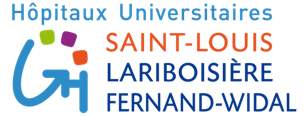 Hôpitaux Universitaires
SAINT-LOUIS
LARIBOISIÈRE
FERNAND-WIDAL